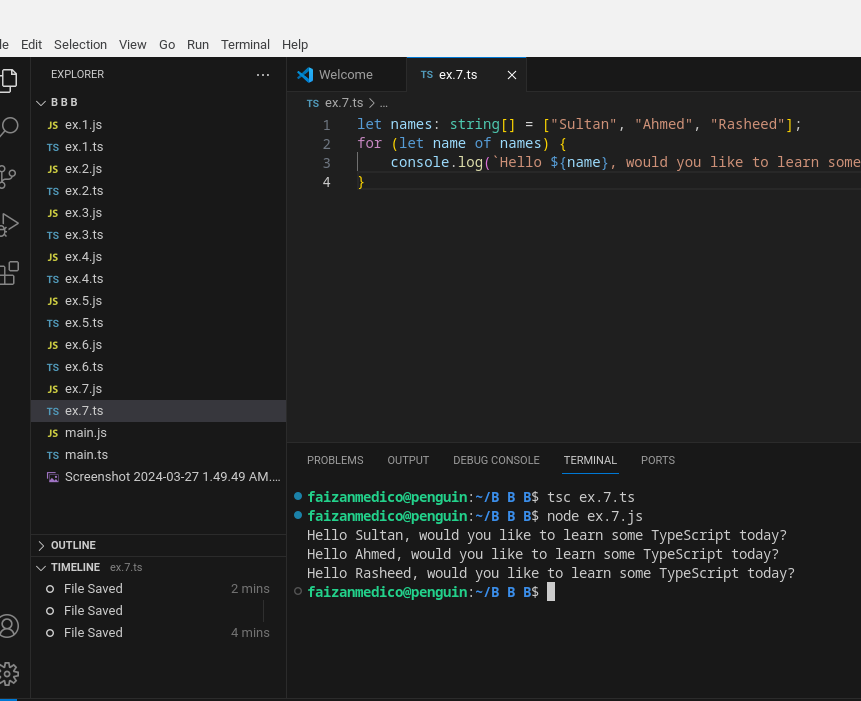 le Edit Selection View Go Run Terminal Help
EXPLORER ...
B B B
JS ex.1.js
TS ex.1.ts
JS ex.2.js
TS ex.2.ts
JS ex.3.js
TS ex.3.ts
JS ex.4.js
TS ex.4.ts
JS ex.5.js
TS ex.5.ts
JS ex.6.js
TS ex.6.ts
JS ex.7.js
TS ex.7.ts
JS main.js
TS main.ts
Screenshot 2024-03-27 1.49.49 AM....
OUTLINE
TIMELINE ex.7.ts
File Saved 2 mins
File Saved
File Saved 4 mins
Welcome TS ex.7.ts ×
TS ex.7.ts > ...
1 let names: string[] = ["Sultan", "Ahmed", "Rasheed"];
2 for (let name of names) {
3 console.log(`Hello ${name}, would you like to learn some
4 }
PROBLEMS OUTPUT DEBUG CONSOLE TERMINAL PORTS
faizanmedico@penguin:~/B B B$ tsc ex.7.ts
faizanmedico@penguin:~/B B B$ node ex.7.js
Hello Sultan, would you like to learn some TypeScript today?
Hello Ahmed, would you like to learn some TypeScript today?
Hello Rasheed, would you like to learn some TypeScript today?
faizanmedico@penguin:~/B B B$